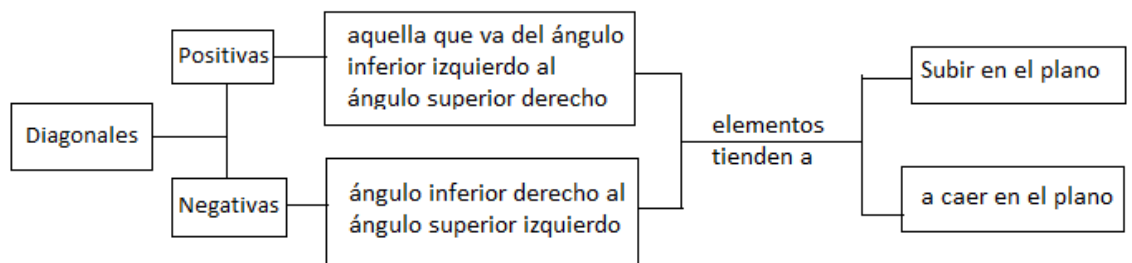 Diagonales
Positivas
aquella que va del ángulo
inferior izquierdo al
ángulo superior derecho
Negativas
ángulo inferior derecho al
ángulo superior izquierdo
elementos
tienden a
Subir en el plano
a caer en el plano